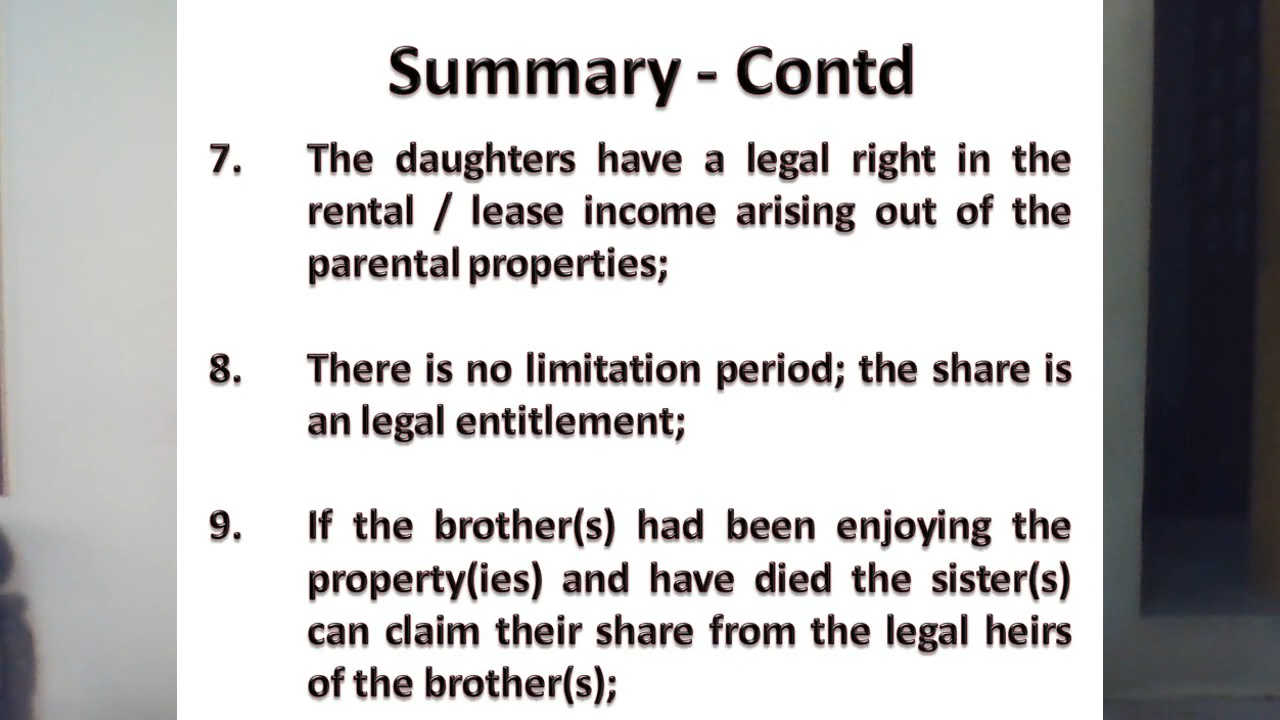 Summary - Contd
7. The daughters have a legal right in the
rental / lease income arising out of the
parental properties;
8. There is no limitation period; the share is
an legal entitlement;
9. If the brother(s) had been enjoying the
property(ies) and have died the sister(s)
can claim their share from the legal heirs
of the brother(s);